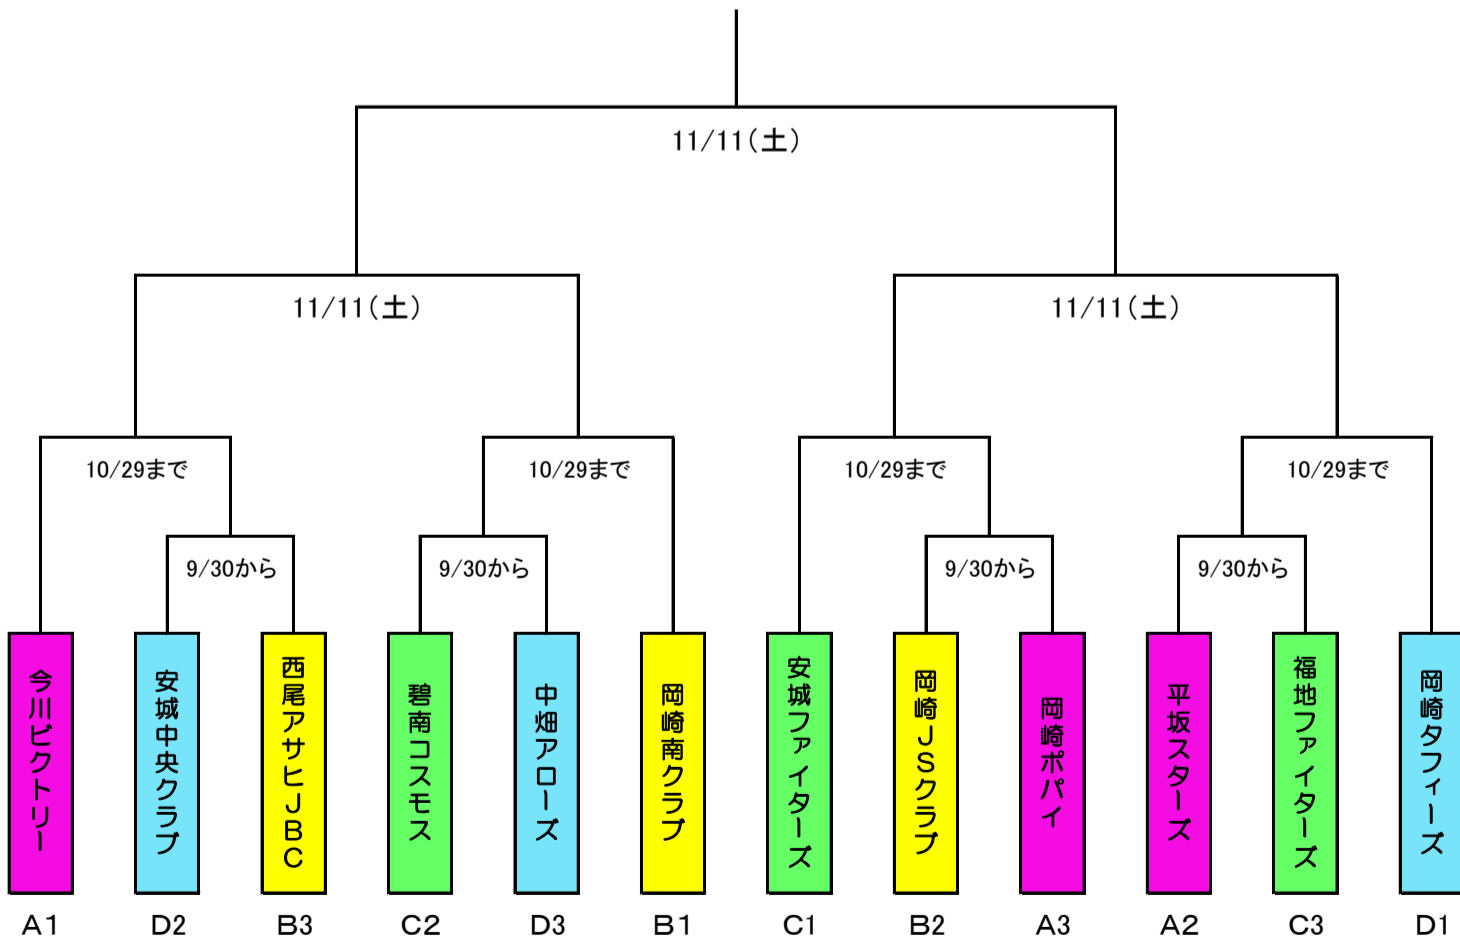 11/11(土)
11/11(土)
11/11(土)
10/29まで
10/29まで
10/29まで
10/29まで
9/30から
9/30から
9/30から
9/30から
今川ビクトリー
安城中央クラブ
西尾アサヒJBC
碧南コスモス
中畑アローズ
岡崎南クラブ
安城ファイターズ
岡崎JSクラブ
岡崎ポパイ
平坂スターズ
福地ファイターズ
岡崎タフィーズ
A1
D2
B3
C2
D3
B1
C1
B2
A3
A2
C3
D1